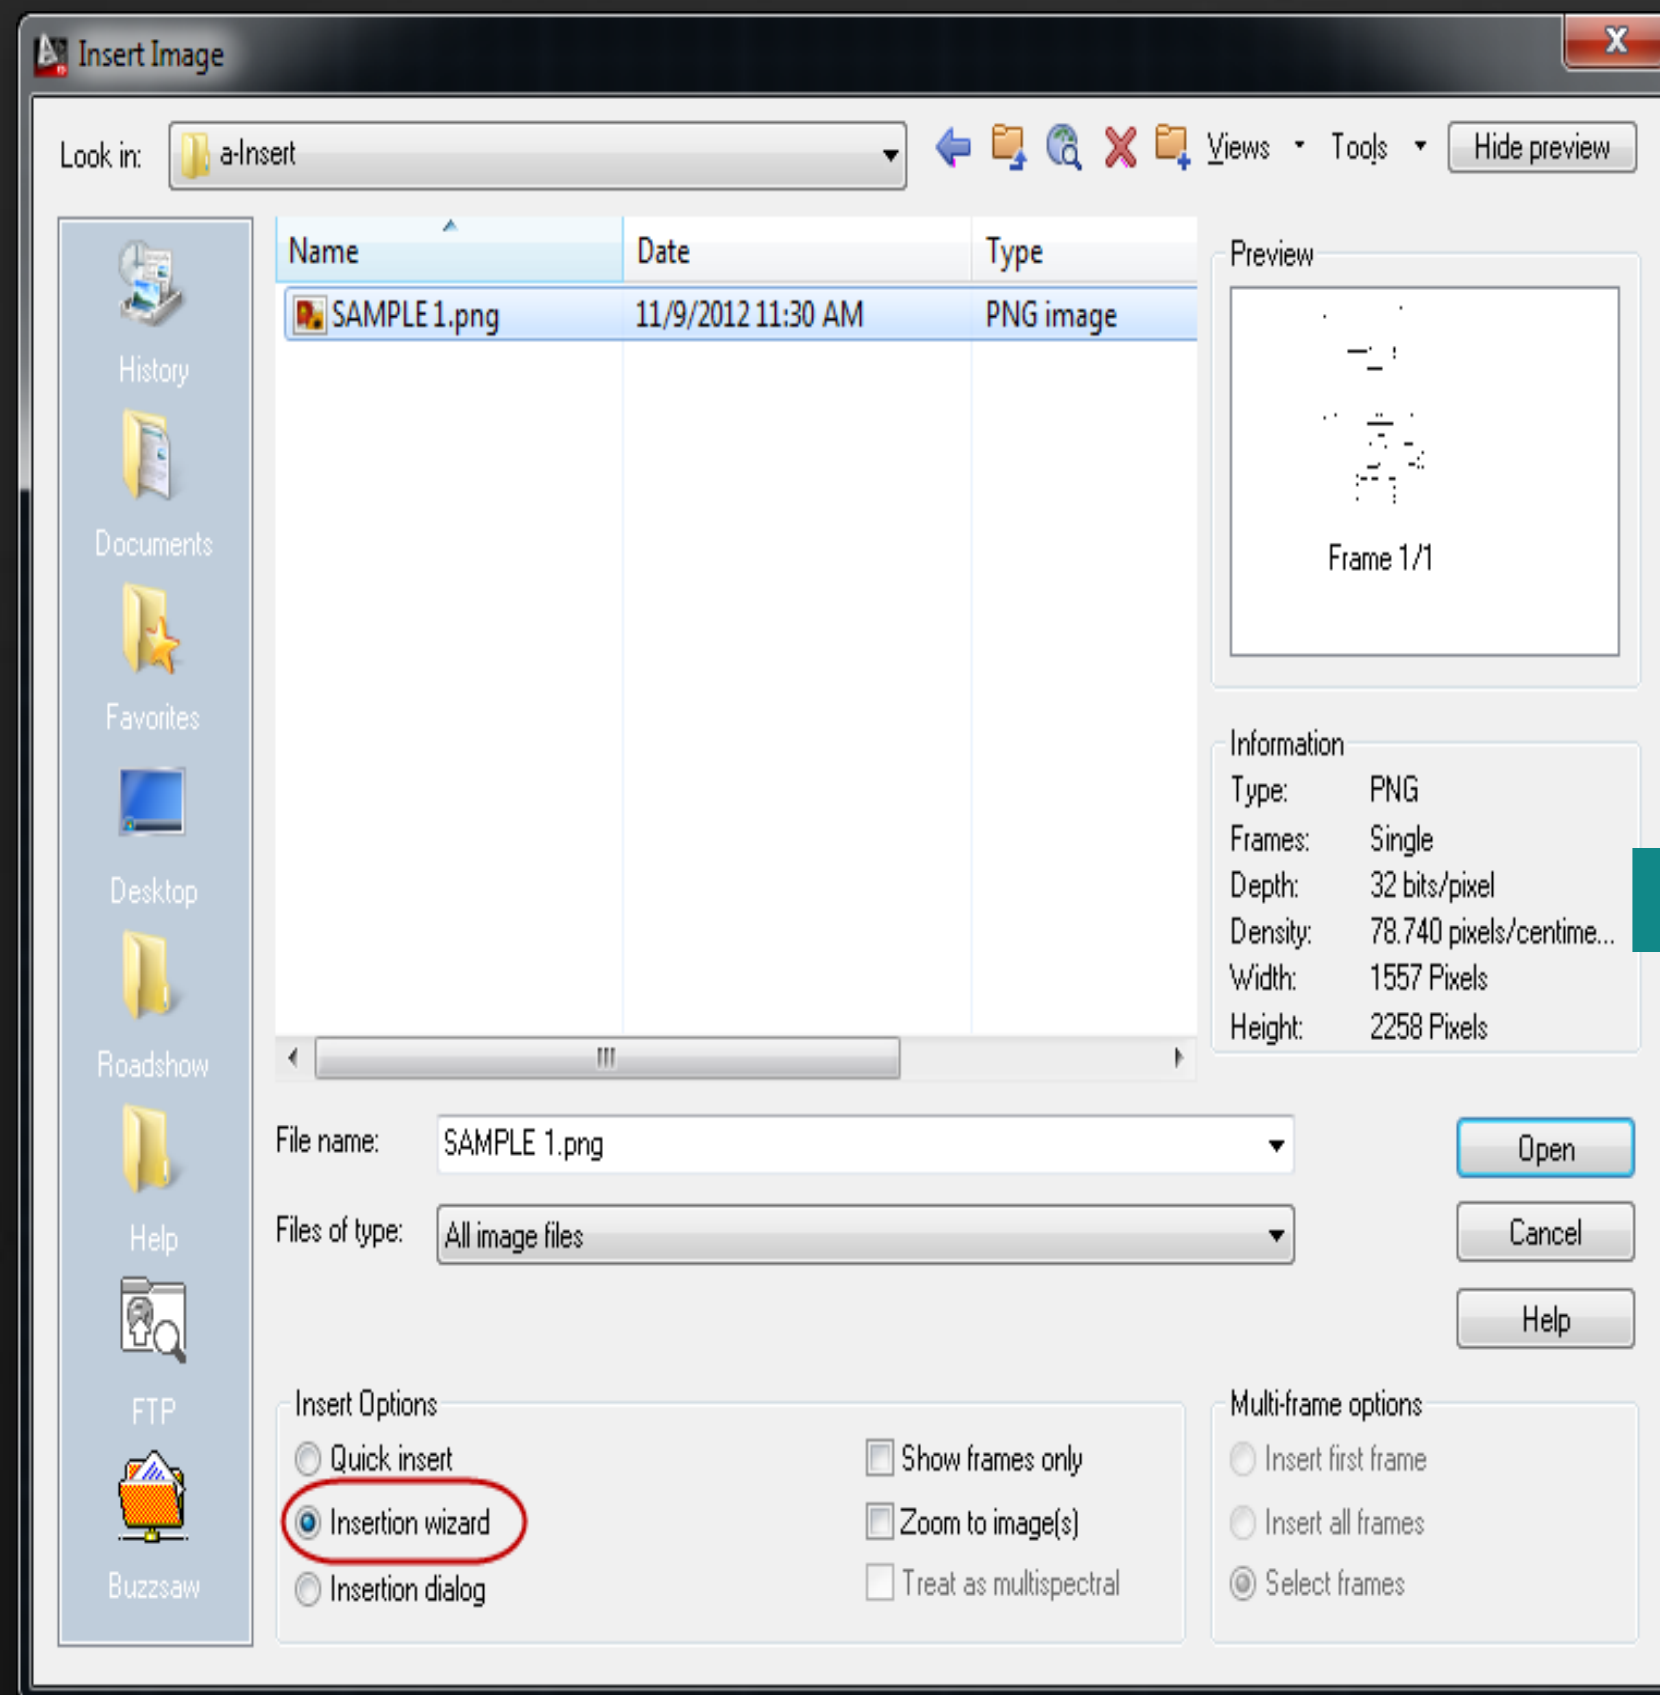 Insert Image
Look in: a-Insert Views Tools Hide preview
History
Documents
Favorites
Desktop
Roadshow
Help
FTP
Buzzsaw
Name Date Type
SAMPLE 1.png 11/9/2012 11:30 AM PNG image
Preview
Frame 1/1
Information
Type: PNG
Frames: Single
Depth: 32 bits/pixel
Density: 78.740 pixels/centime...
Width: 1557 Pixels
Height: 2258 Pixels
File name: SAMPLE 1.png
Files of type: All image files
Open
Cancel
Help
Insert Options
Quick insert
Insertion wizard
Insertion dialog
Show frames only
Zoom to image(s)
Treat as multispectral
Multi-frame options
Insert first frame
Insert all frames
Select frames